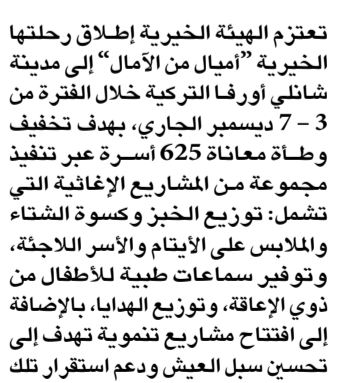 تعتزم الهيئة الخيرية إطلاق رحلتها
الخيرية ”أميال من الآمال“ إلى مدينة
شانلي أورفا التركية خلال الفترة من
3 – 7 ديسمبر الجاري، بهدف تخفيف
وطأة معاناة 625 أسرة عبر تنفيذ
مجموعة من المشاريع الإغاثية التي
تشمل: توزيع الخبز وكسوة الشتاء
والملابس على الأيتام والأسر اللاجئة،
وتوفير سماعات طبية للأطفال من
ذوي الإعاقة، وتوزيع الهدايا، بالإضافة
إلى افتتاح مشاريع تنموية تهدف إلى
تحسين سبل العيش ودعم استقرار تلك